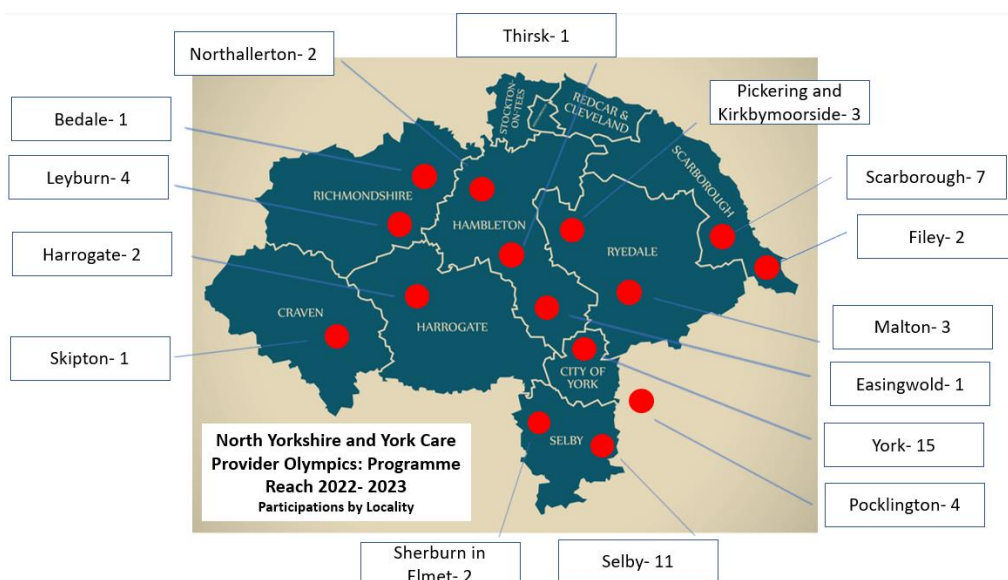 Thirsk- 1
Northallerton- 2
Pickering and
Kirkbymoorside- 3
Bedale- 1
Leyburn- 4
Scarborough- 7
Harrogate- 2
Filey- 2
Skipton- 1
Malton- 3
Easingwold- 1
York- 15
Pocklington- 4
Sherburn in
Elmet- 2
Selby- 11
STOCKTON-
ON-TEES
REDCAR &
CLEVELAND
SCARBOROUGH
RICHMONDSHIRE
HAMBLETON
RYEDALE
CRAVEN
HARROGATE
CITY OF
YORK
SELBY
North Yorkshire and York Care
Provider Olympics: Programme
Reach 2022- 2023
Participations by Locality